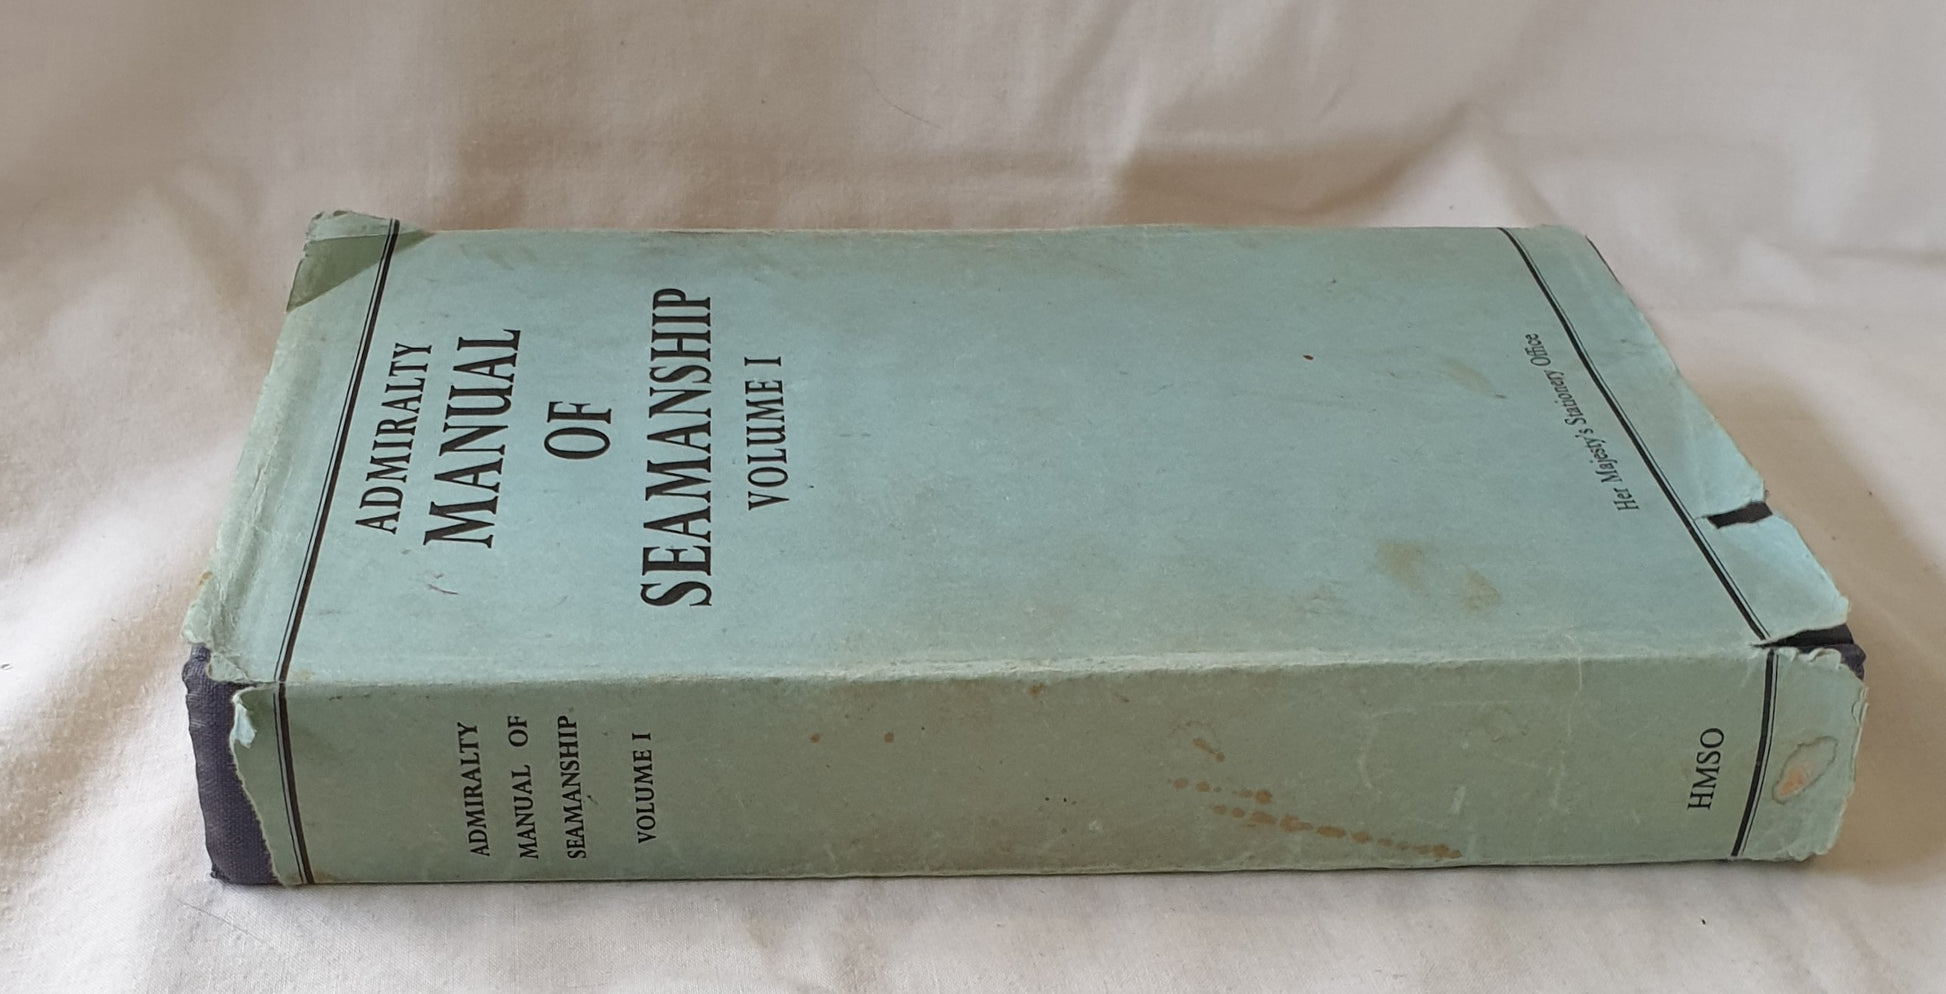 ADMIRALTY
MANUAL
OF
SEAMANSHIP
VOLUME I
Her Majesty's Stationery Office
ADMIRALTY
MANUAL OF
SEAMANSHIP
VOLUME I
HMSO